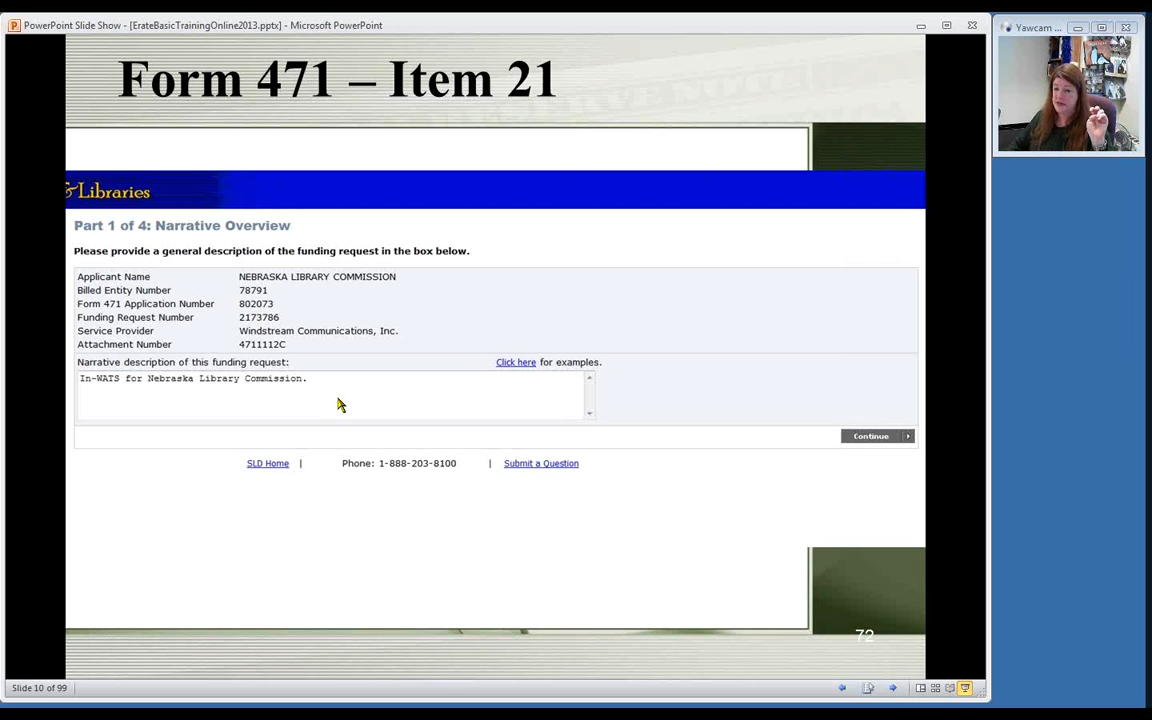 PowerPoint Slide Show - [ErateBasicTrainingOnline2013.pptx] - Microsoft PowerPoint
Yawcam ...
Form 471 – Item 21
& Libraries
Part 1 of 4: Narrative Overview
Please provide a general description of the funding request in the box below.
Applicant Name NEBRASKA LIBRARY COMMISSION
Billed Entity Number 78791
Form 471 Application Number 802073
Funding Request Number 2173786
Service Provider Windstream Communications, Inc.
Attachment Number 4711112C
Narrative description of this funding request: Click here for examples.
In-WATS for Nebraska Library Commission.
Continue
SLD Home | Phone: 1-888-203-8100 | Submit a Question
72
Slide 10 of 99